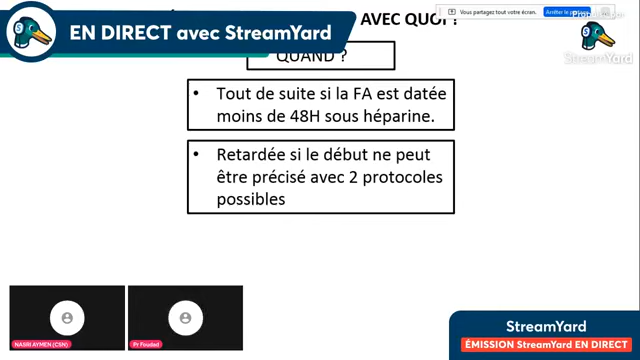 EN DIRECT avec StreamYard
AVEC QUOI ?
Vous partagez tout votre écran.
StreamYard
QUAND ?
• Tout de suite si la FA est datée
moins de 48H sous héparine.
• Retardée si le début ne peut
être précisé avec 2 protocoles
possibles
NASRI AYMEN (CSN)
Pr Foudad
StreamYard
ÉMISSION StreamYard EN DIRECT